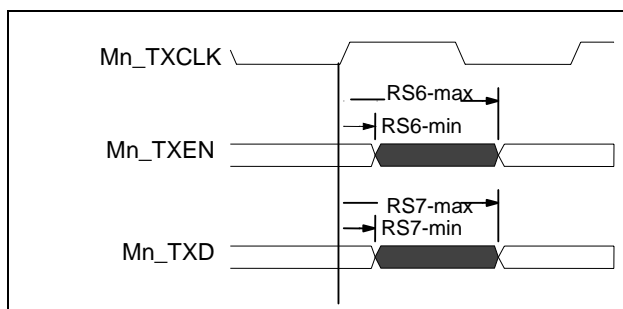 Mn_TXCLK
RS6-max
RS6-min
Mn_TXEN
RS7-max
RS7-min
Mn_TXD